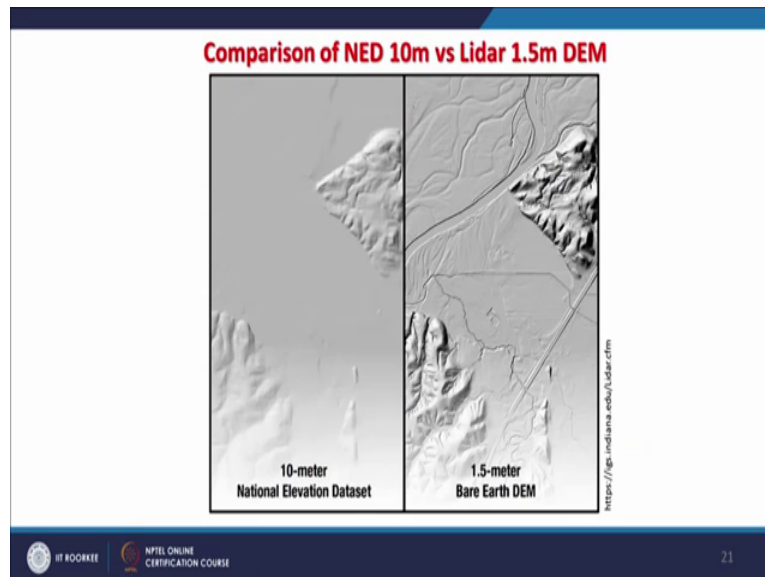 Comparison of NED 10m vs Lidar 1.5m DEM
10-meter
National Elevation Dataset
1.5-meter
Bare Earth DEM
https://igs.indiana.edu/Lidar.cfm
IIT ROORKEE
NPTEL ONLINE
CERTIFICATION COURSE
21